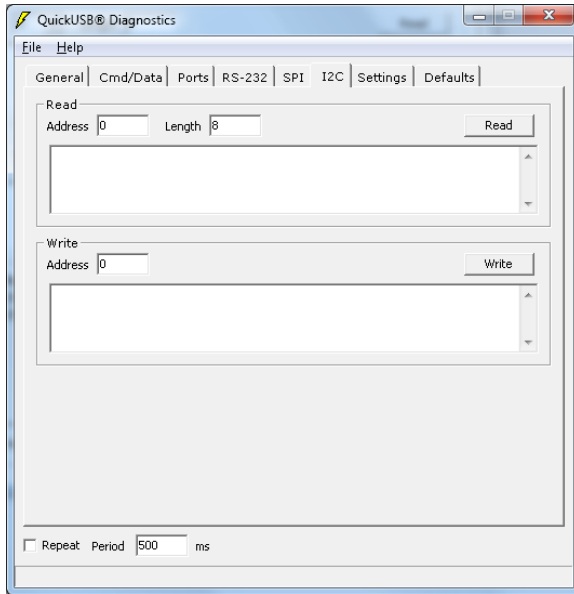 QuickUSB® Diagnostics
File Help
General Cmd/Data Ports RS-232 SPI I2C Settings Defaults
Read
Address 0 Length 8 Read
Write
Address 0 Write
Repeat Period 500 ms